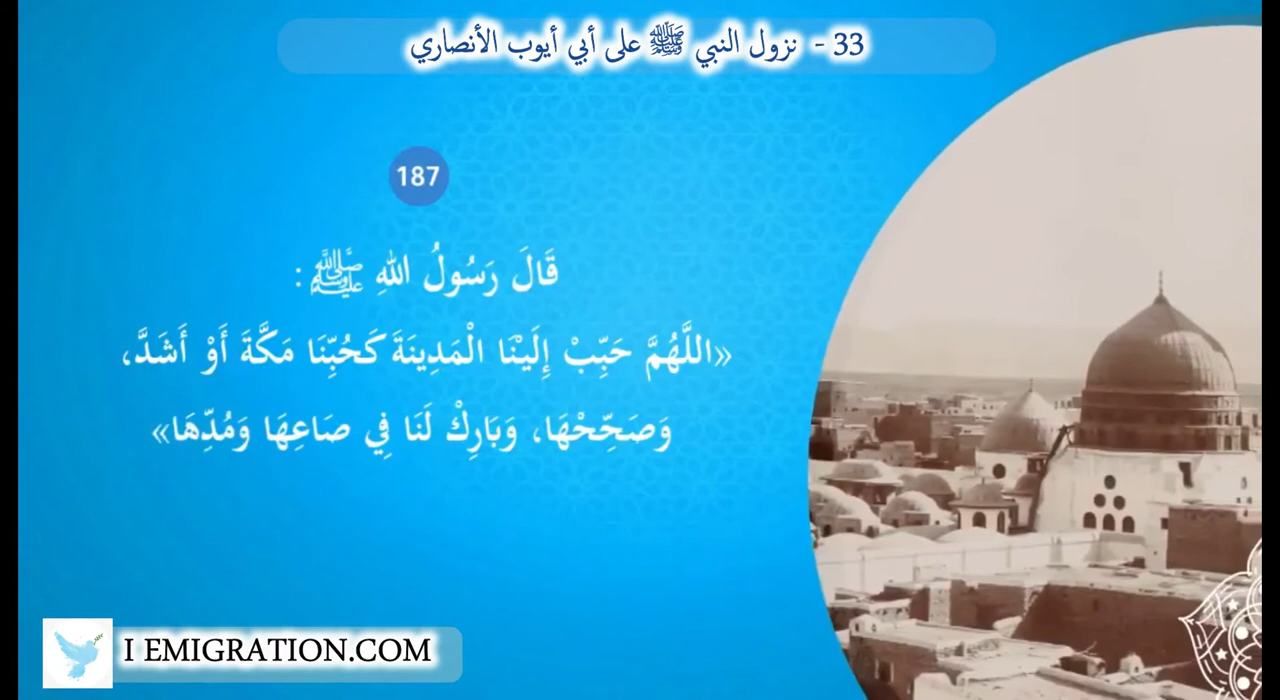 33 - نزول النبي ﷺ على أبي أيوب الأنصاري
187
قَالَ رَسُولُ اللهِ ﷺ :
«اللَّهُمَّ حَبِّبْ إِلَيْنَا الْمَدِينَةَ كَحُبِّنَا مَكَّةَ أَوْ أَشَدَّ،
وَصَحِّحْهَا، وَبَارِكْ لَنَا فِي صَاعِهَا وَمُدِّهَا»
I EMIGRATION.COM